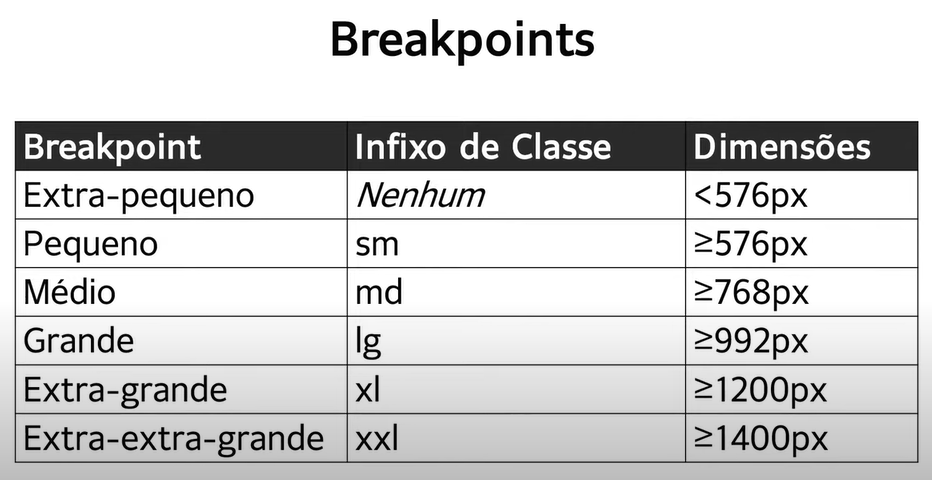 Breakpoints
Breakpoint Infixo de Classe Dimensões
Extra-pequeno Nenhum <576px
Pequeno sm ≥576px
Médio md ≥768px
Grande lg ≥992px
Extra-grande xl ≥1200px
Extra-extra-grande xxl ≥1400px